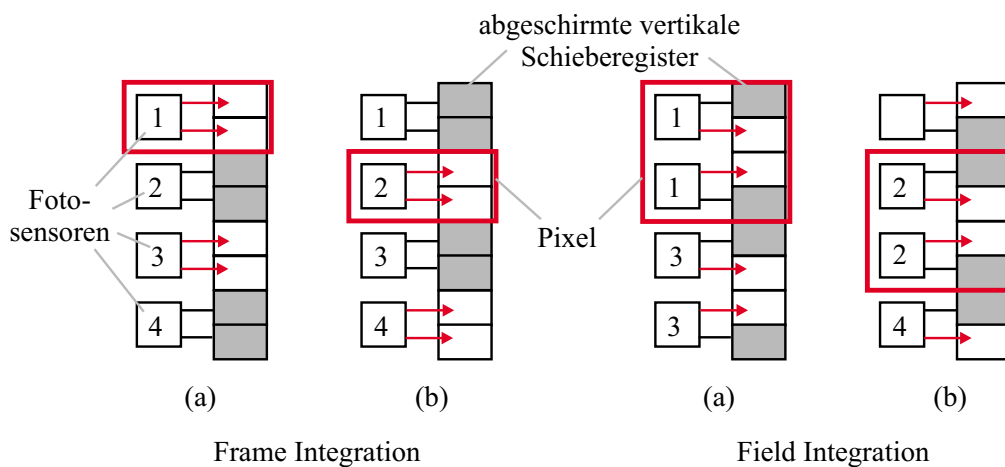 abgeschirmte vertikale
Schieberegister
1
2
3
4
1
2
3
4
1
1
3
3
2
2
4
Foto-
sensoren
Pixel
(a)
(b)
(a)
(b)
Frame Integration
Field Integration